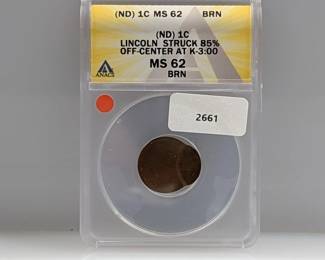 (ND) 1C MS 62 BRN
(ND) 1C
LINCOLN STRUCK 85%
OFF-CENTER AT K-3:00
MS 62
BRN
ANACS
2661